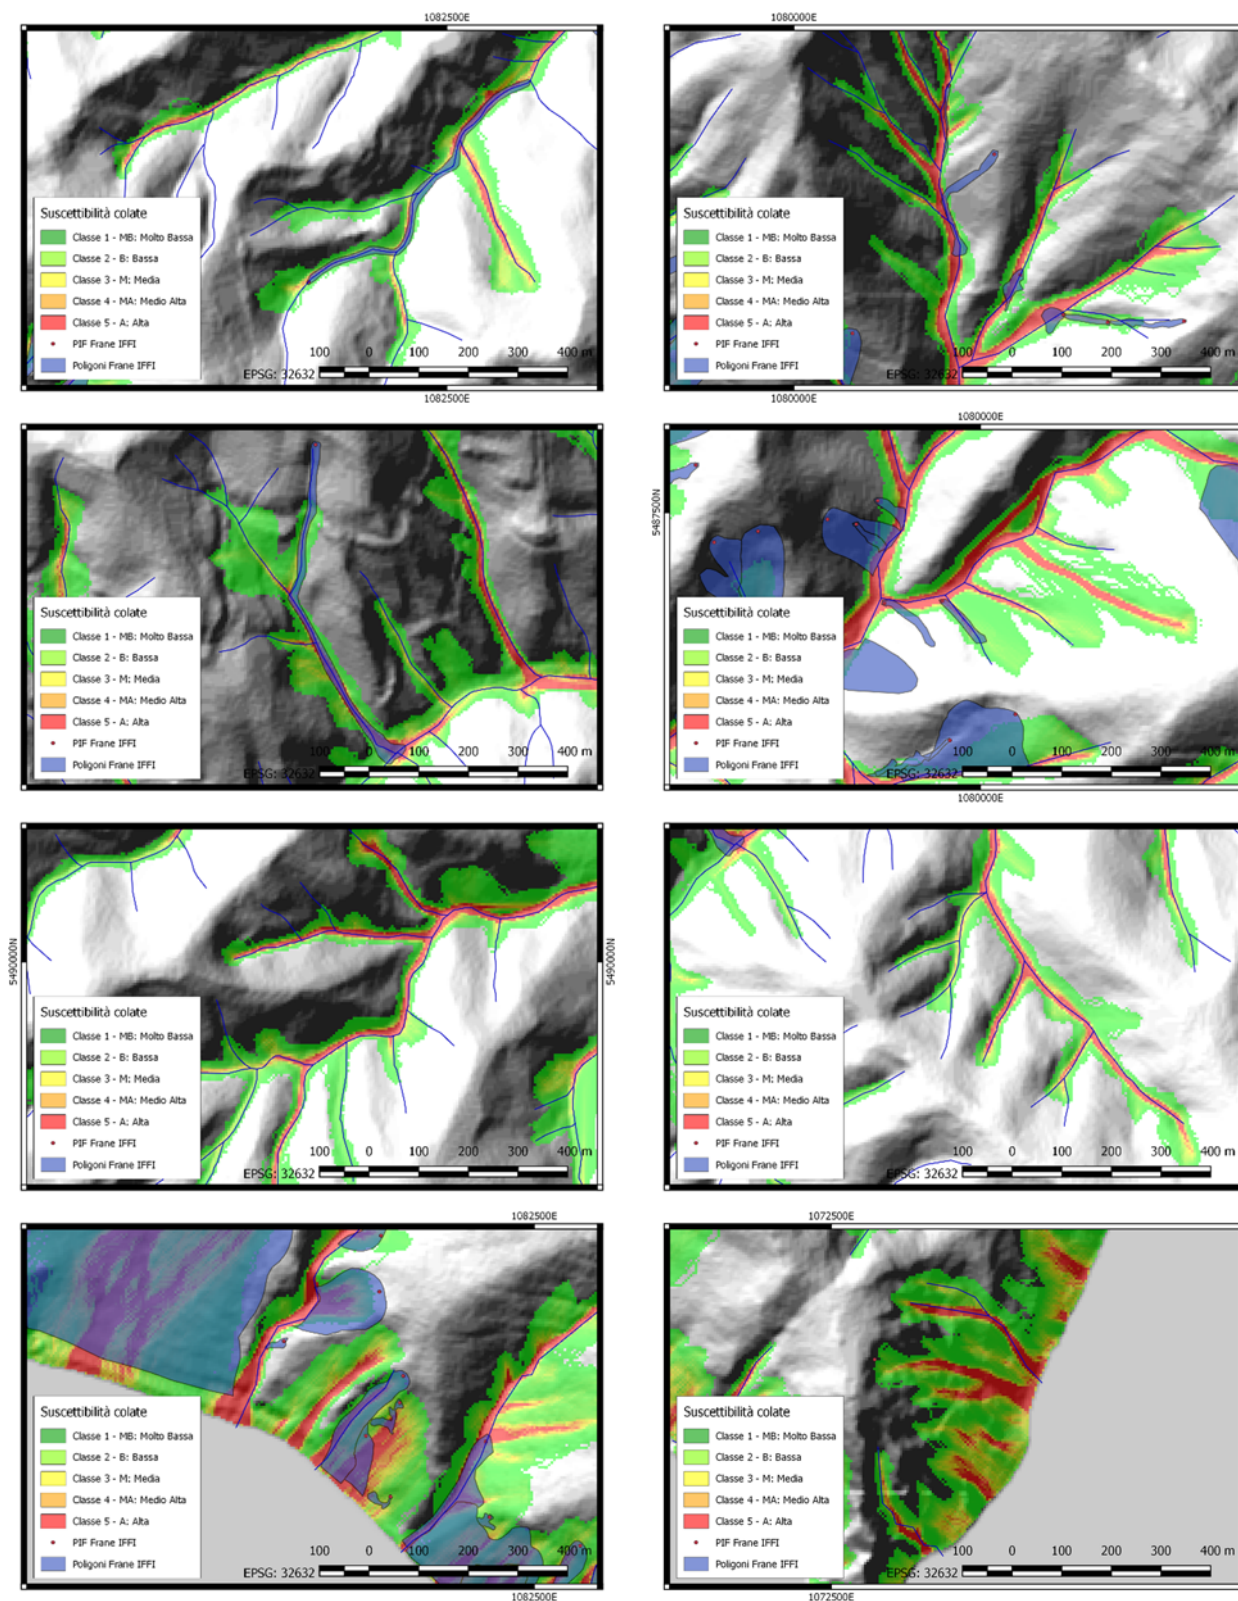 1082500E
Suscettibilità colate
Classe 1 - MB: Molto Bassa
Classe 2 - B: Bassa
Classe 3 - M: Media
Classe 4 - MA: Medio Alta
Classe 5 - A: Alta
PIF Frane IFFI
Poligoni Frane IFFI
100 0 100 200 300 400 m
EPSG: 32632
1082500E
1080000E
Suscettibilità colate
Classe 1 - MB: Molto Bassa
Classe 2 - B: Bassa
Classe 3 - M: Media
Classe 4 - MA: Medio Alta
Classe 5 - A: Alta
PIF Frane IFFI
Poligoni Frane IFFI
100 0 100 200 300 400 m
EPSG: 32632
1080000E
Suscettibilità colate
Classe 1 - MB: Molto Bassa
Classe 2 - B: Bassa
Classe 3 - M: Media
Classe 4 - MA: Medio Alta
Classe 5 - A: Alta
PIF Frane IFFI
Poligoni Frane IFFI
100 0 100 200 300 400 m
EPSG: 32632
1080000E
5487500N
Suscettibilità colate
Classe 1 - MB: Molto Bassa
Classe 2 - B: Bassa
Classe 3 - M: Media
Classe 4 - MA: Medio Alta
Classe 5 - A: Alta
PIF Frane IFFI
Poligoni Frane IFFI
100 0 100 200 300 400 m
EPSG: 32632
1080000E
5490000N
Suscettibilità colate
Classe 1 - MB: Molto Bassa
Classe 2 - B: Bassa
Classe 3 - M: Media
Classe 4 - MA: Medio Alta
Classe 5 - A: Alta
PIF Frane IFFI
Poligoni Frane IFFI
100 0 100 200 300 400 m
EPSG: 32632
5490000N
Suscettibilità colate
Classe 1 - MB: Molto Bassa
Classe 2 - B: Bassa
Classe 3 - M: Media
Classe 4 - MA: Medio Alta
Classe 5 - A: Alta
PIF Frane IFFI
Poligoni Frane IFFI
100 0 100 200 300 400 m
EPSG: 32632
1082500E
Suscettibilità colate
Classe 1 - MB: Molto Bassa
Classe 2 - B: Bassa
Classe 3 - M: Media
Classe 4 - MA: Medio Alta
Classe 5 - A: Alta
PIF Frane IFFI
Poligoni Frane IFFI
100 0 100 200 300 400 m
EPSG: 32632
1082500E
1072500E
Suscettibilità colate
Classe 1 - MB: Molto Bassa
Classe 2 - B: Bassa
Classe 3 - M: Media
Classe 4 - MA: Medio Alta
Classe 5 - A: Alta
PIF Frane IFFI
Poligoni Frane IFFI
100 0 100 200 300 400 m
EPSG: 32632
1072500E